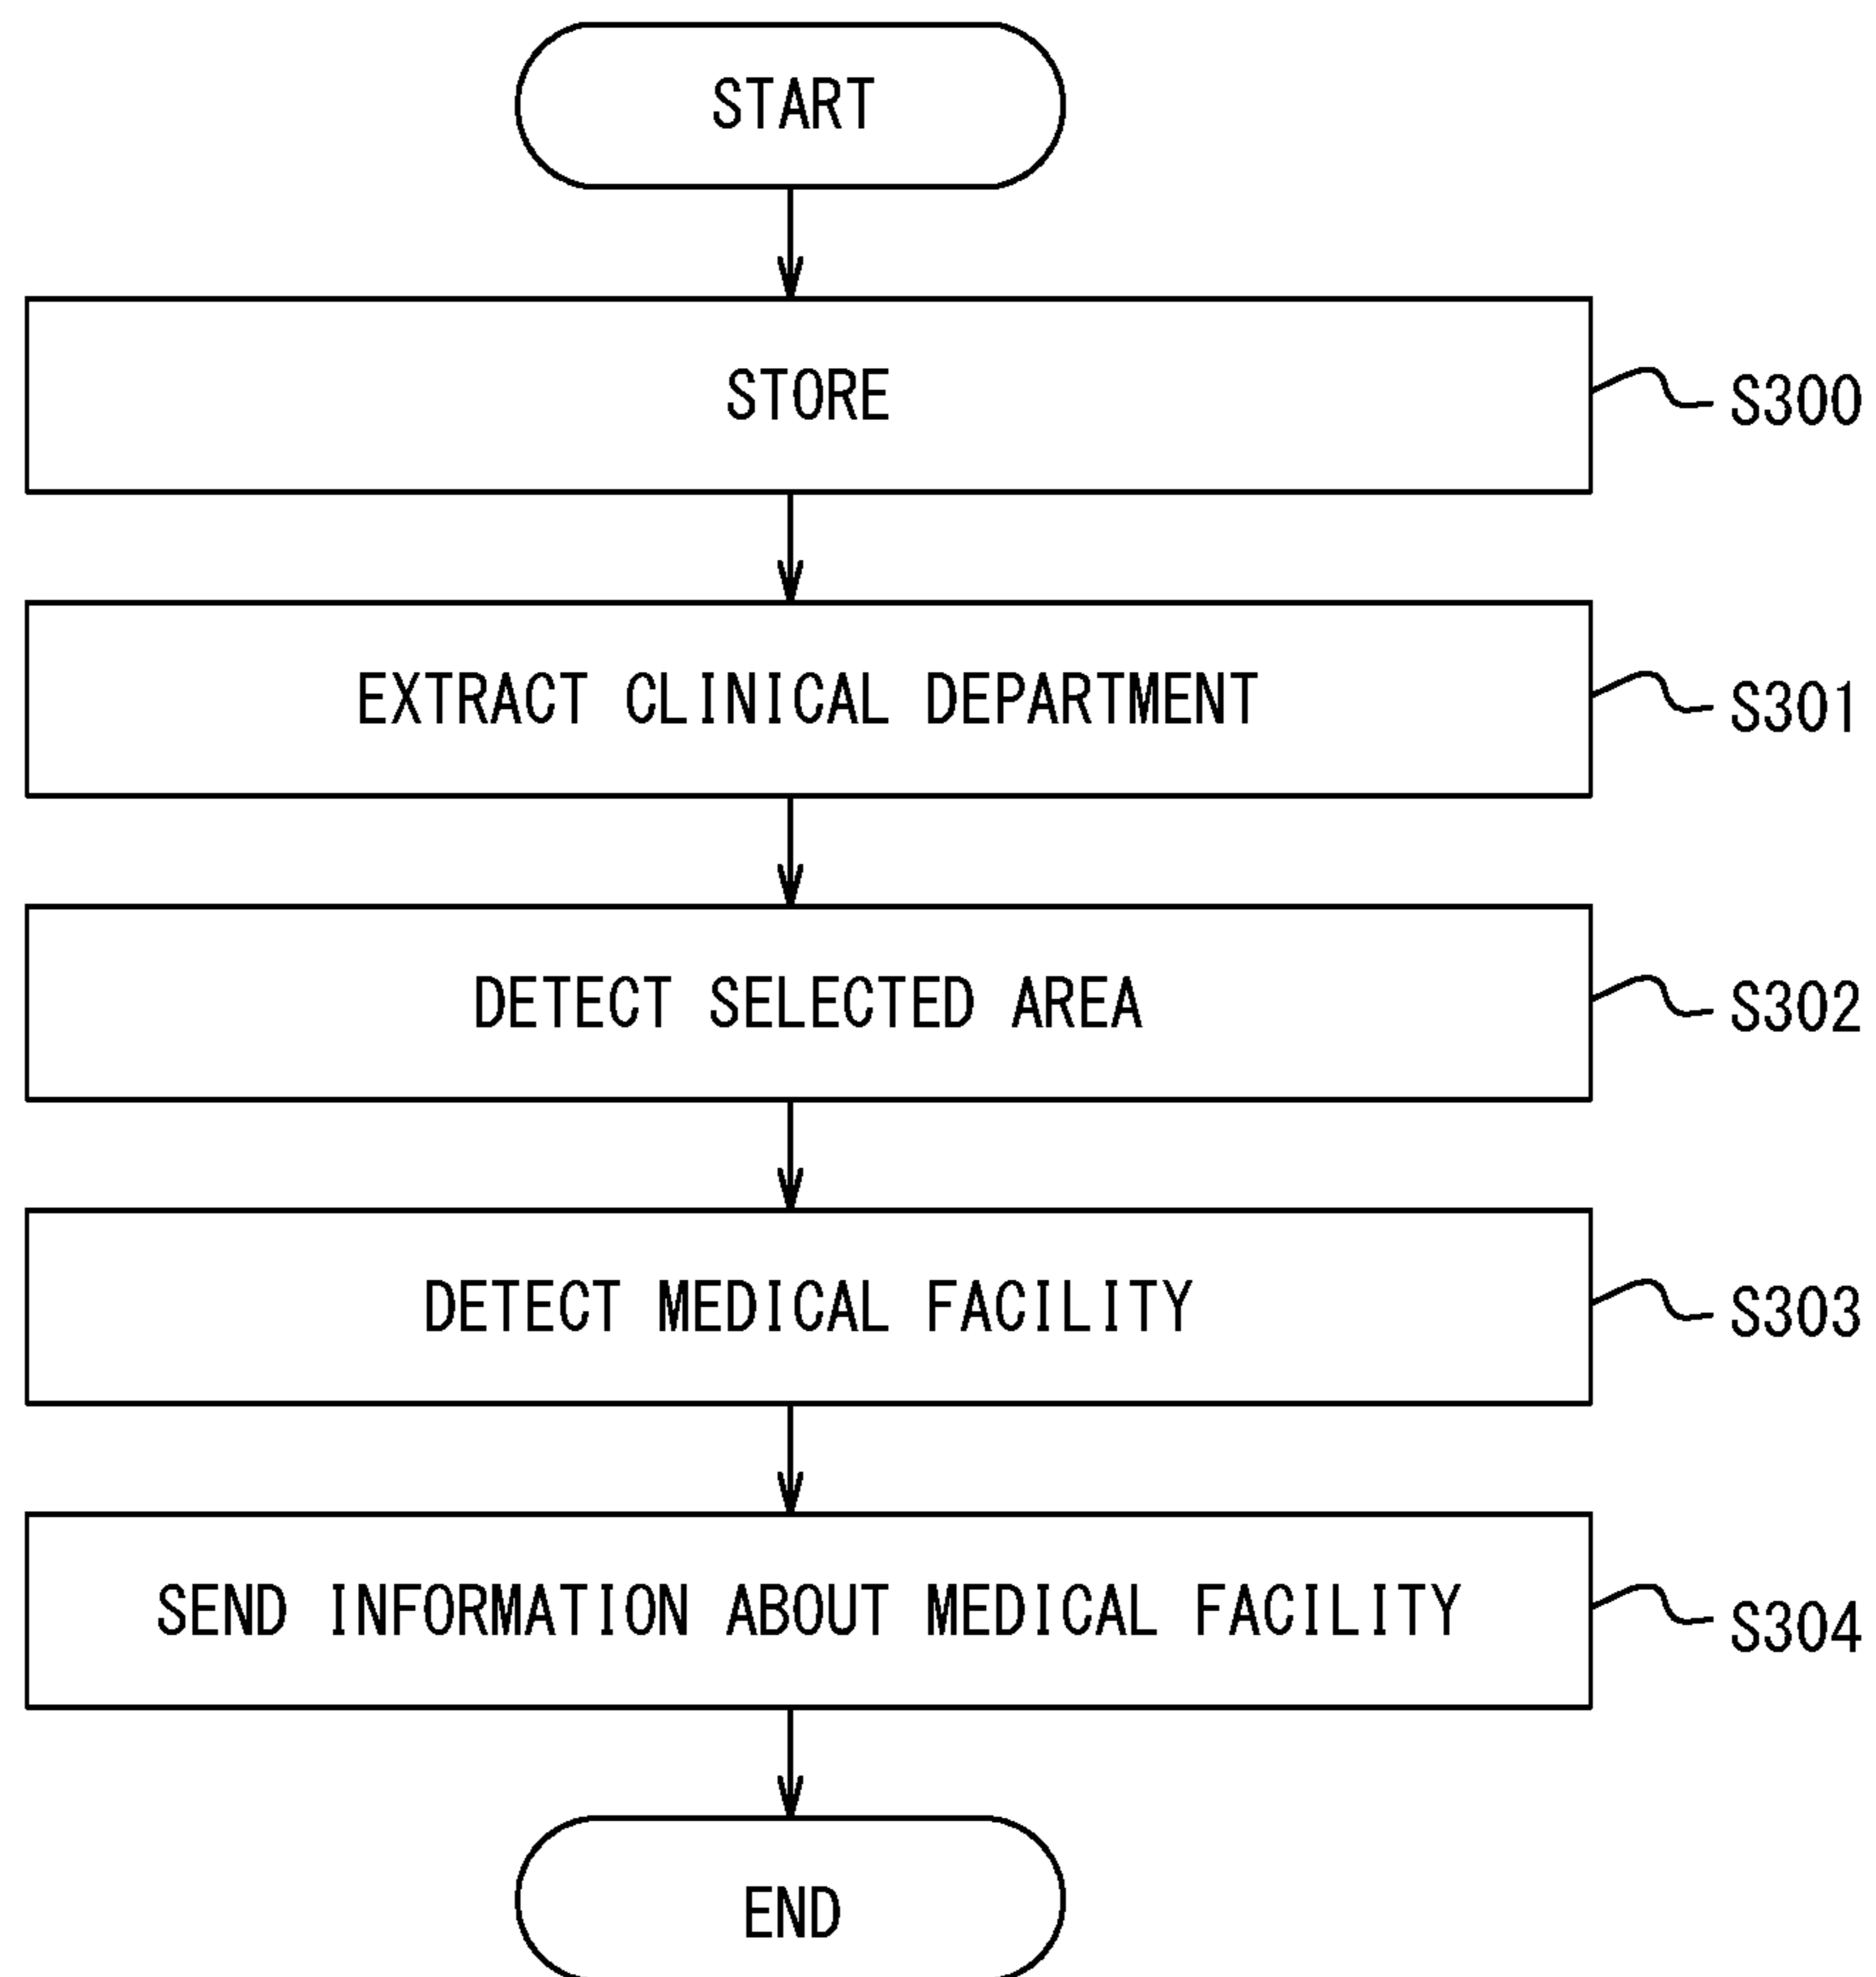 START
STORE
S300
EXTRACT CLINICAL DEPARTMENT
S301
DETECT SELECTED AREA
S302
DETECT MEDICAL FACILITY
S303
SEND INFORMATION ABOUT MEDICAL FACILITY
S304
END